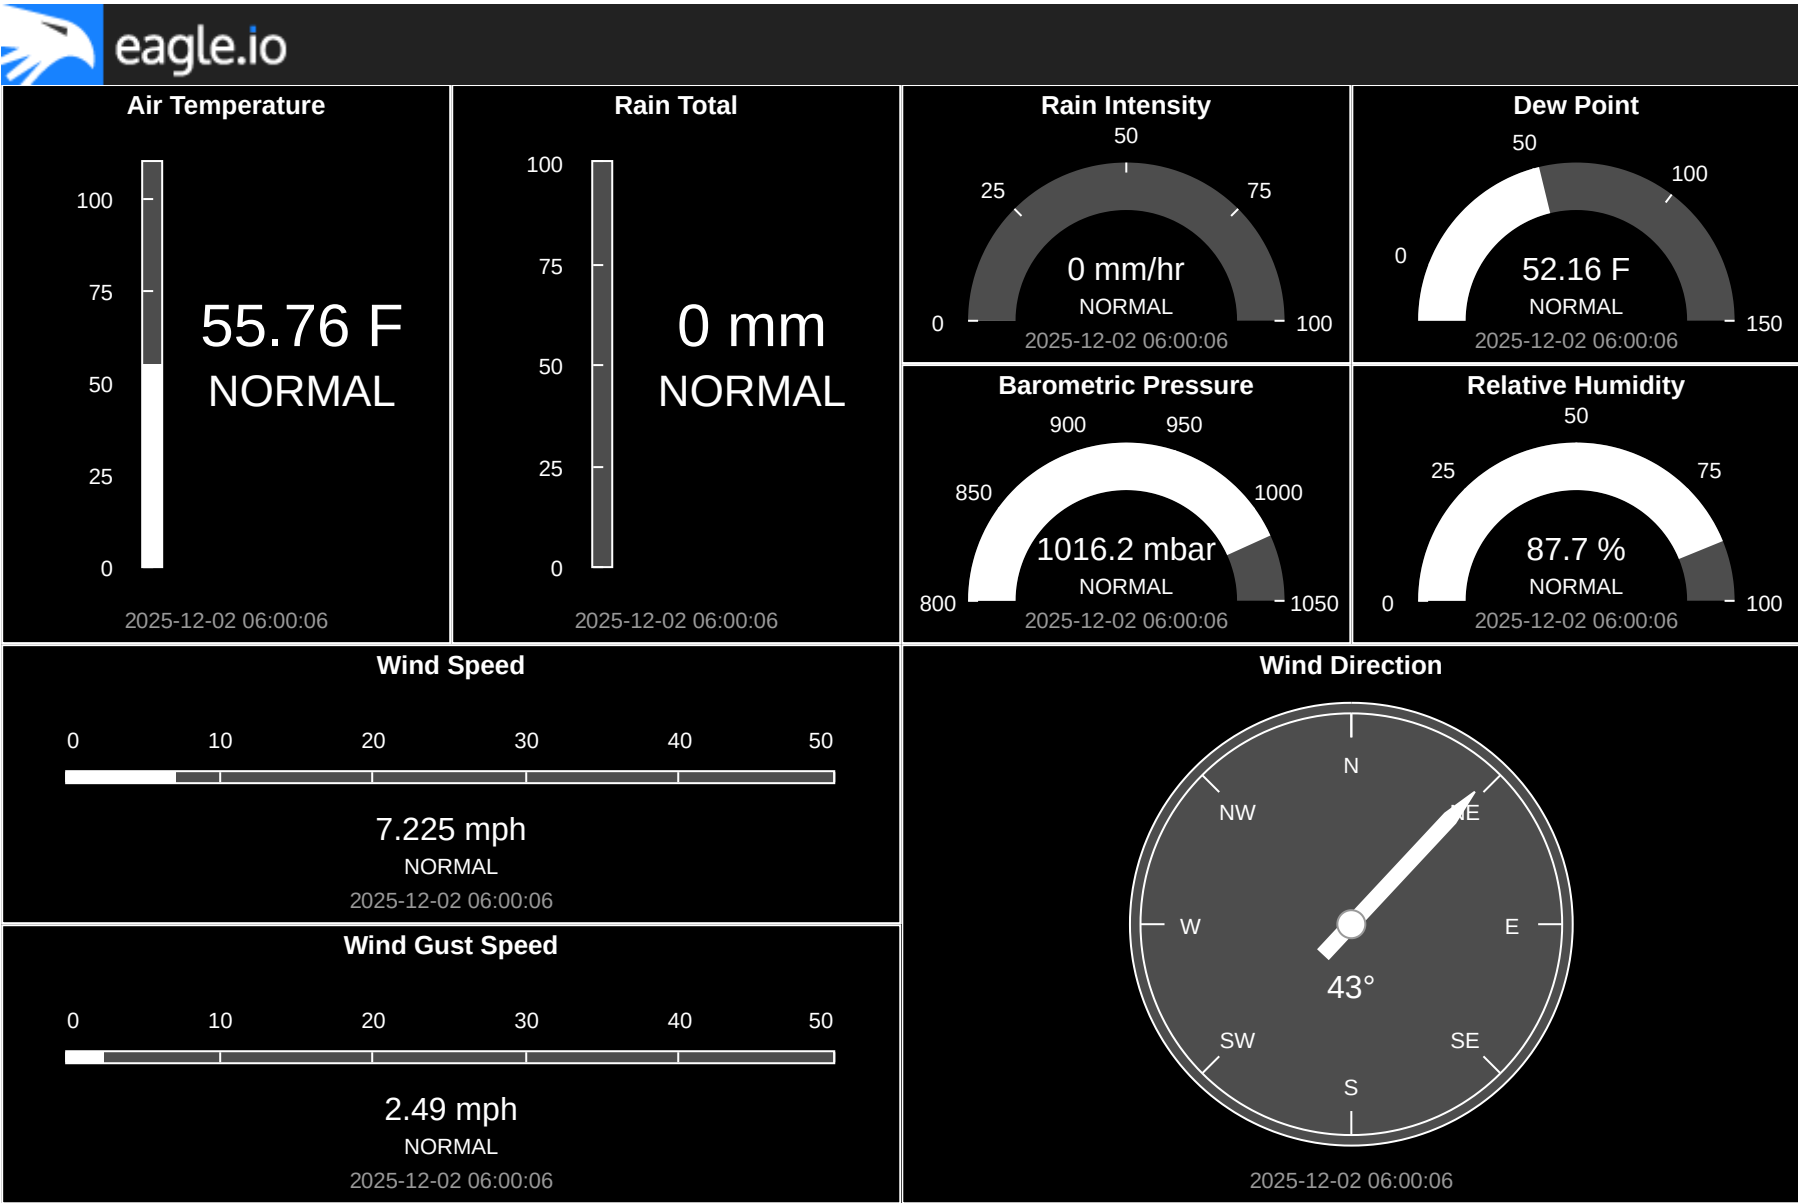 eagle.io
Air Temperature
100
75
50
25
0
55.76 F
NORMAL
2025-12-02 06:00:06
Rain Total
100
75
50
25
0
0 mm
NORMAL
2025-12-02 06:00:06
Rain Intensity
50
25
75
0
100
0 mm/hr
NORMAL
2025-12-02 06:00:06
Dew Point
50
100
0
150
52.16 F
NORMAL
2025-12-02 06:00:06
Barometric Pressure
900
950
850
1000
800
1050
1016.2 mbar
NORMAL
2025-12-02 06:00:06
Relative Humidity
50
25
75
0
100
87.7 %
NORMAL
2025-12-02 06:00:06
Wind Speed
0 10 20 30 40 50
7.225 mph
NORMAL
2025-12-02 06:00:06
Wind Gust Speed
0 10 20 30 40 50
2.49 mph
NORMAL
2025-12-02 06:00:06
Wind Direction
N
NW
NE
W
E
43°
SW
SE
S
2025-12-02 06:00:06